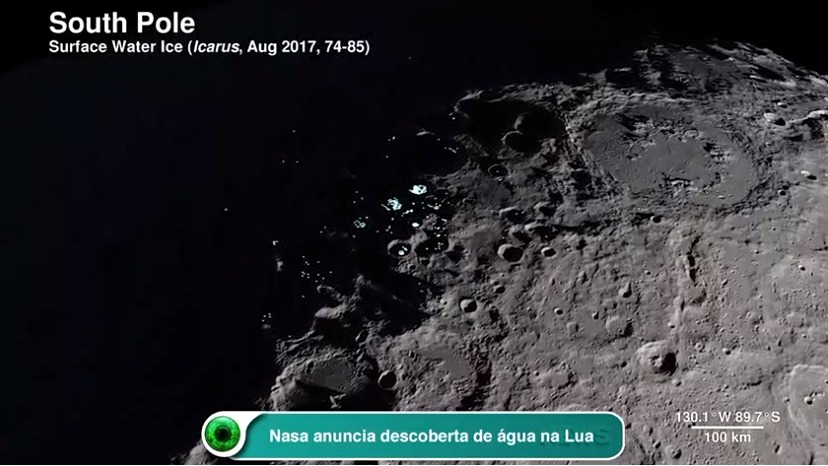 South Pole
Surface Water Ice (Icarus, Aug 2017, 74-85)
130.1°W 89.7°S
100 km
Nasa anuncia descoberta de água na Lua